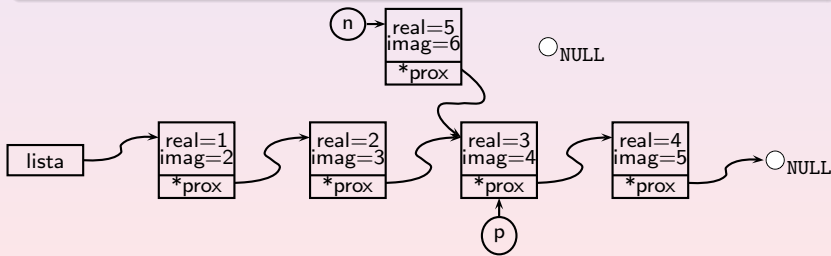 n
real=5
imag=6
*prox
NULL
lista
real=1
imag=2
*prox
real=2
imag=3
*prox
real=3
imag=4
*prox
real=4
imag=5
*prox
NULL
p